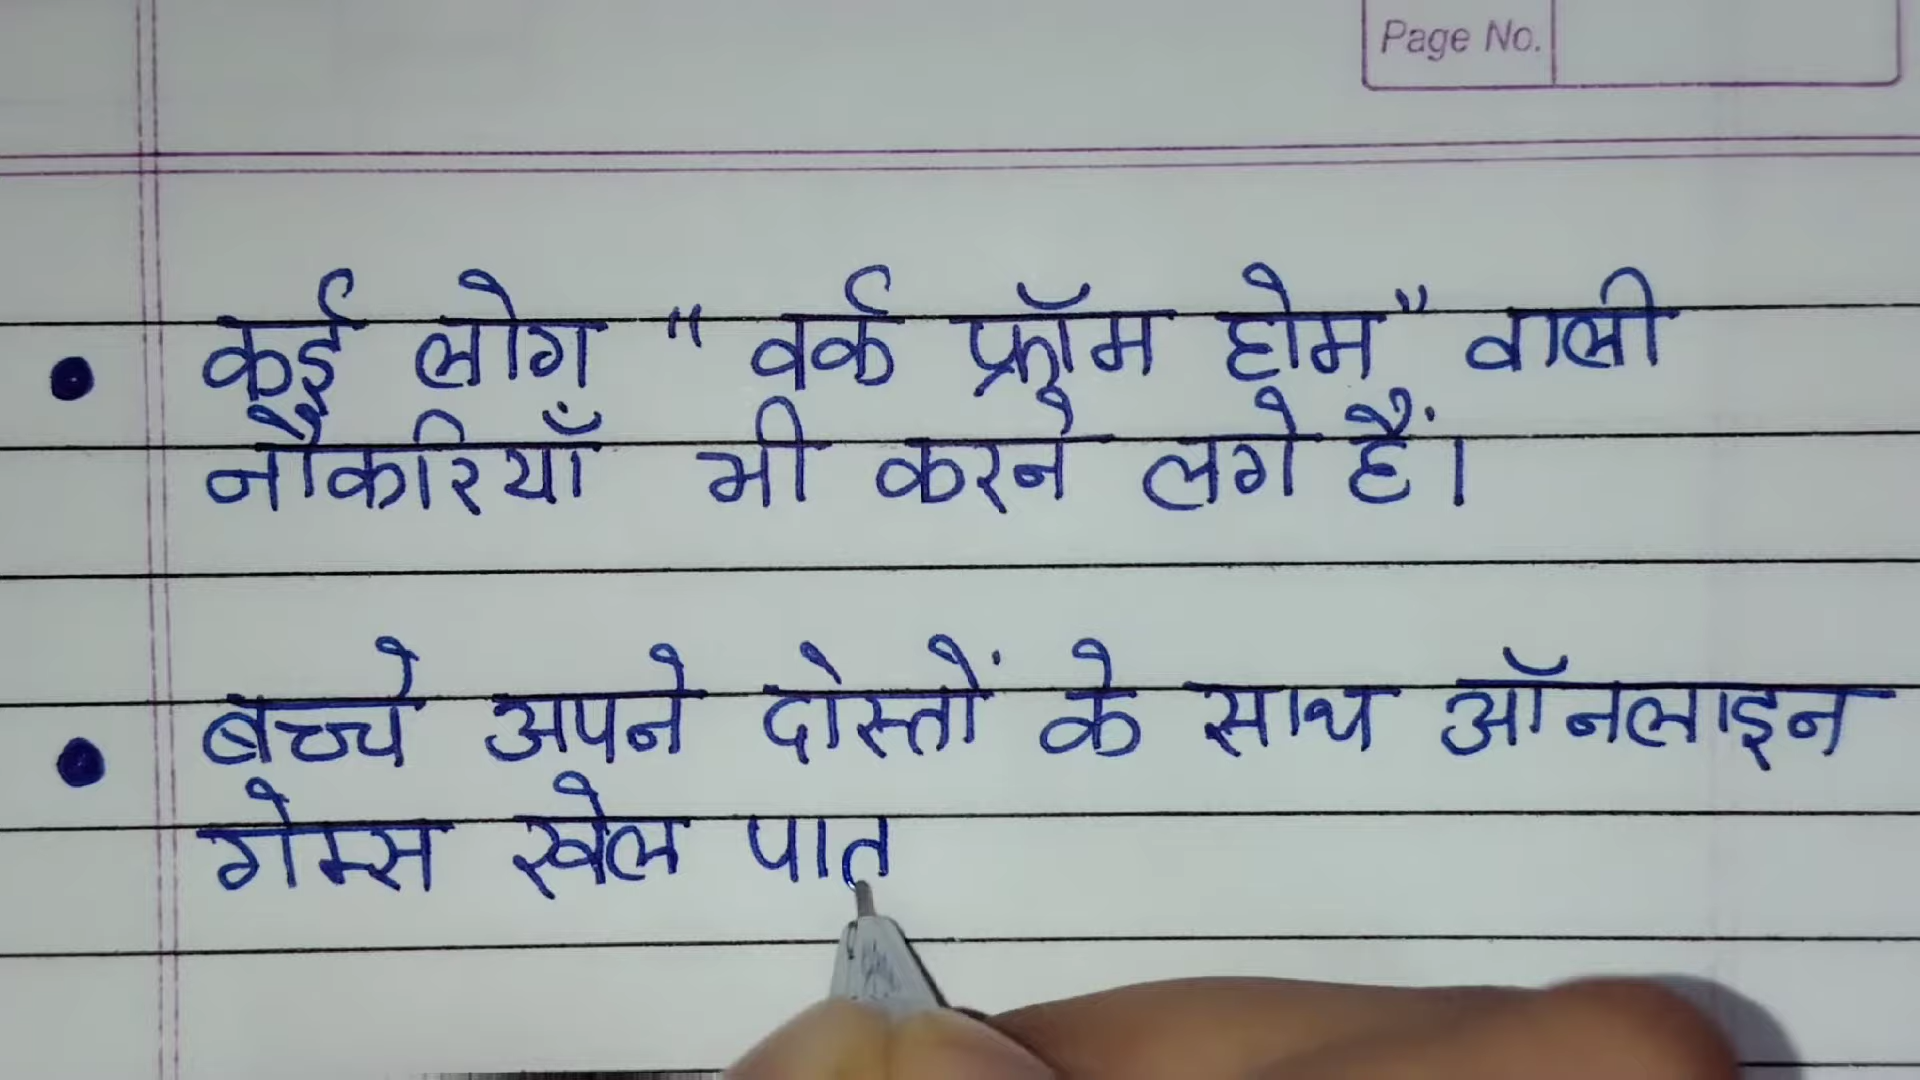 Page No.
• कई लोग "वर्क फ्रॉम होम" वाली
नौकरियाँ भी करने लगे हैं।
• बच्चे अपने दोस्तों के साथ ऑनलाइन
गेम्स खेल पात